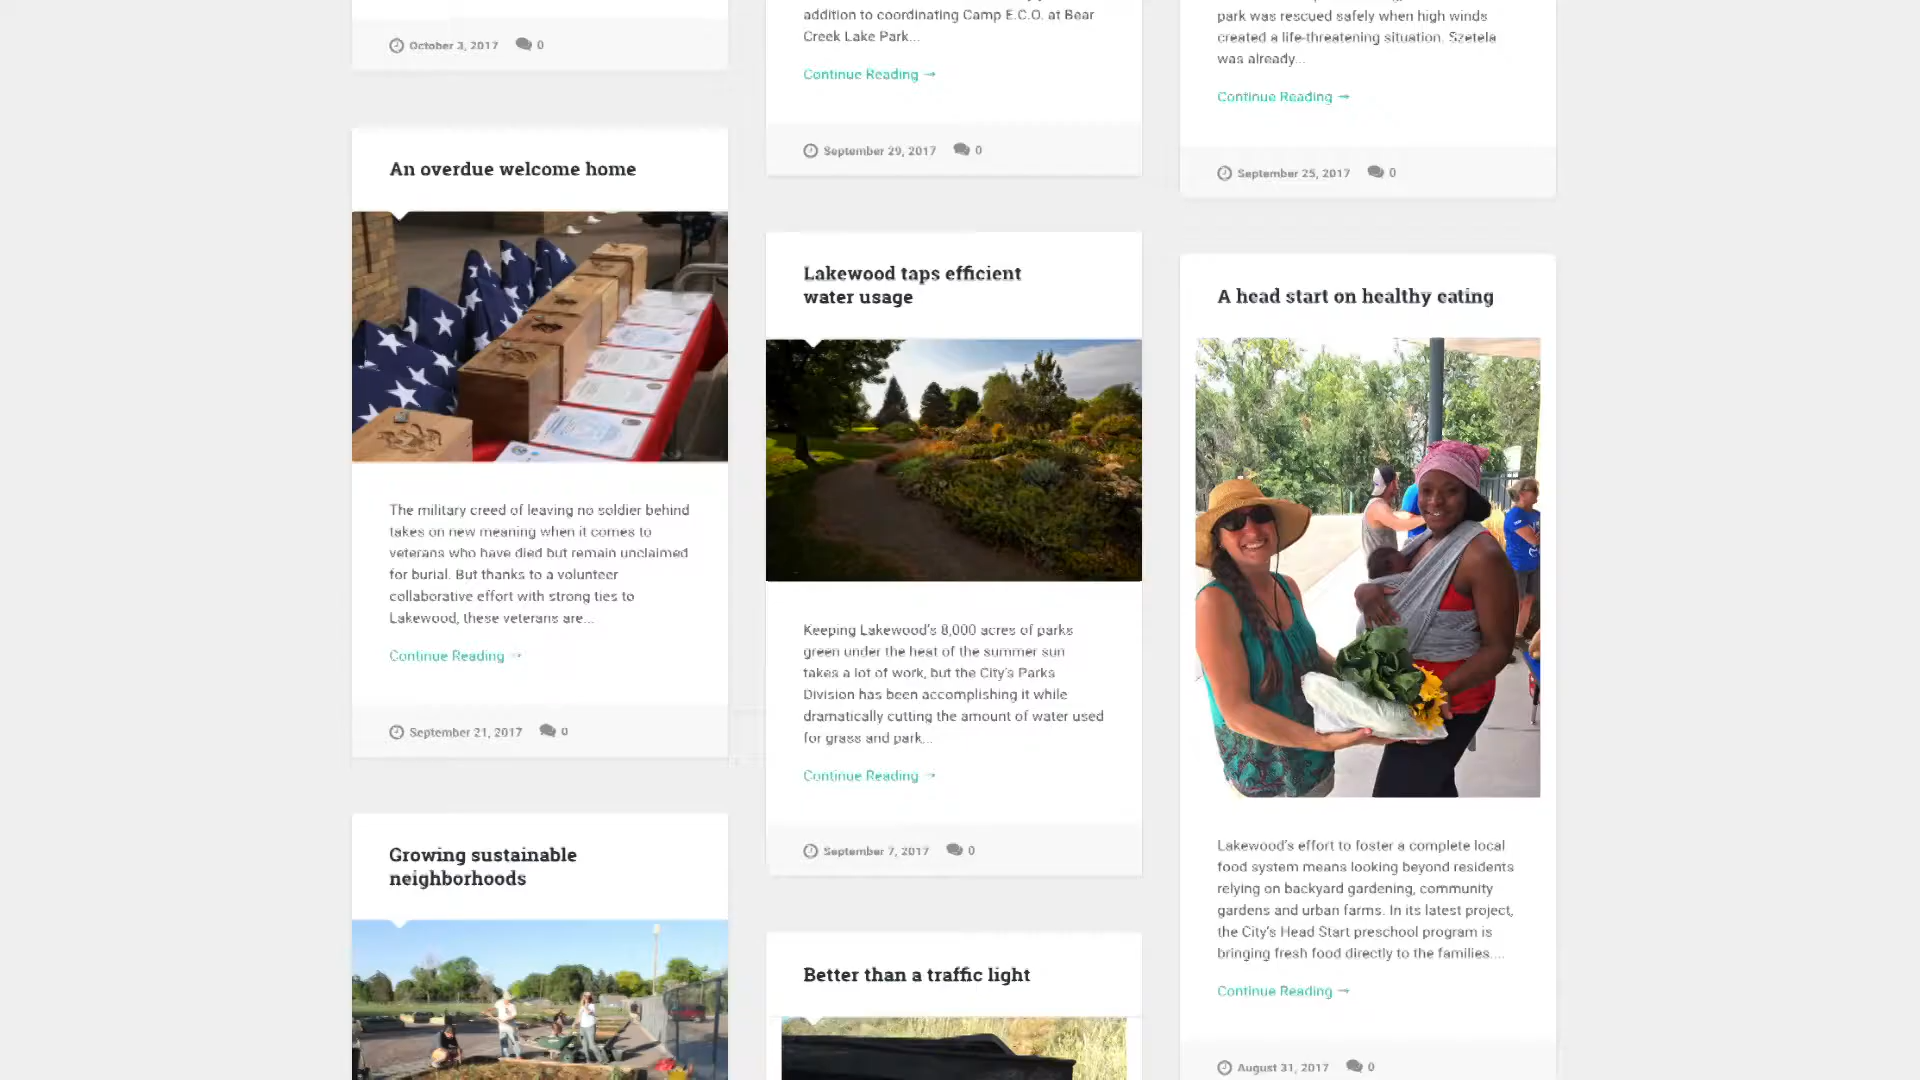 October 3, 2017 0
An overdue welcome home
The military creed of leaving no soldier behind
takes on new meaning when it comes to
veterans who have died but remain unclaimed
for burial. But thanks to a volunteer
collaborative effort with strong ties to
Lakewood, these veterans are...
Continue Reading →
September 21, 2017 0
Growing sustainable
neighborhoods
addition to coordinating Camp E.C.O. at Bear
Creek Lake Park...
Continue Reading →
September 29, 2017 0
Lakewood taps efficient
water usage
Keeping Lakewood's 8,000 acres of parks
green under the heat of the summer sun
takes a lot of work, but the City's Parks
Division has been accomplishing it while
dramatically cutting the amount of water used
for grass and park...
Continue Reading →
September 7, 2017 0
Better than a traffic light
park was rescued safely when high winds
created a life-threatening situation. Szetela
was already...
Continue Reading →
September 25, 2017 0
A head start on healthy eating
Lakewood's effort to foster a complete local
food system means looking beyond residents
relying on backyard gardening, community
gardens and urban farms. In its latest project,
the City's Head Start preschool program is
bringing fresh food directly to the families....
Continue Reading →
August 31, 2017 0